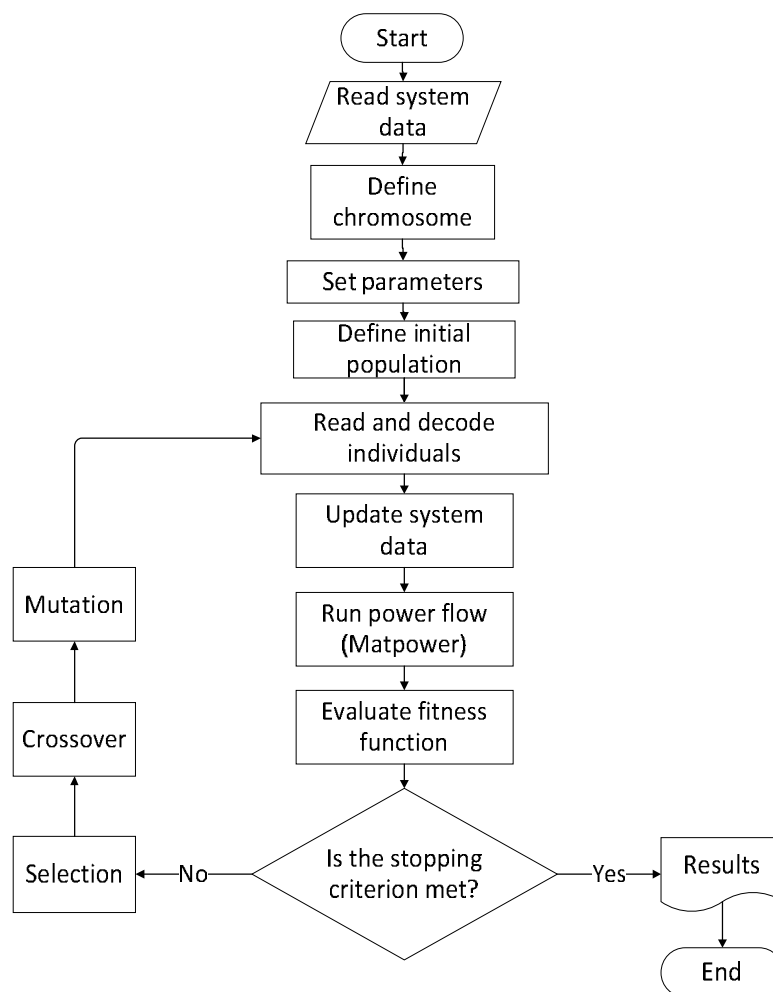 Start
Read system
data
Define
chromosome
Set parameters
Define initial
population
Read and decode
individuals
Update system
data
Mutation
Run power flow
(Matpower)
Evaluate fitness
function
Crossover
Is the stopping
criterion met?
Selection
No
Yes
Results
End